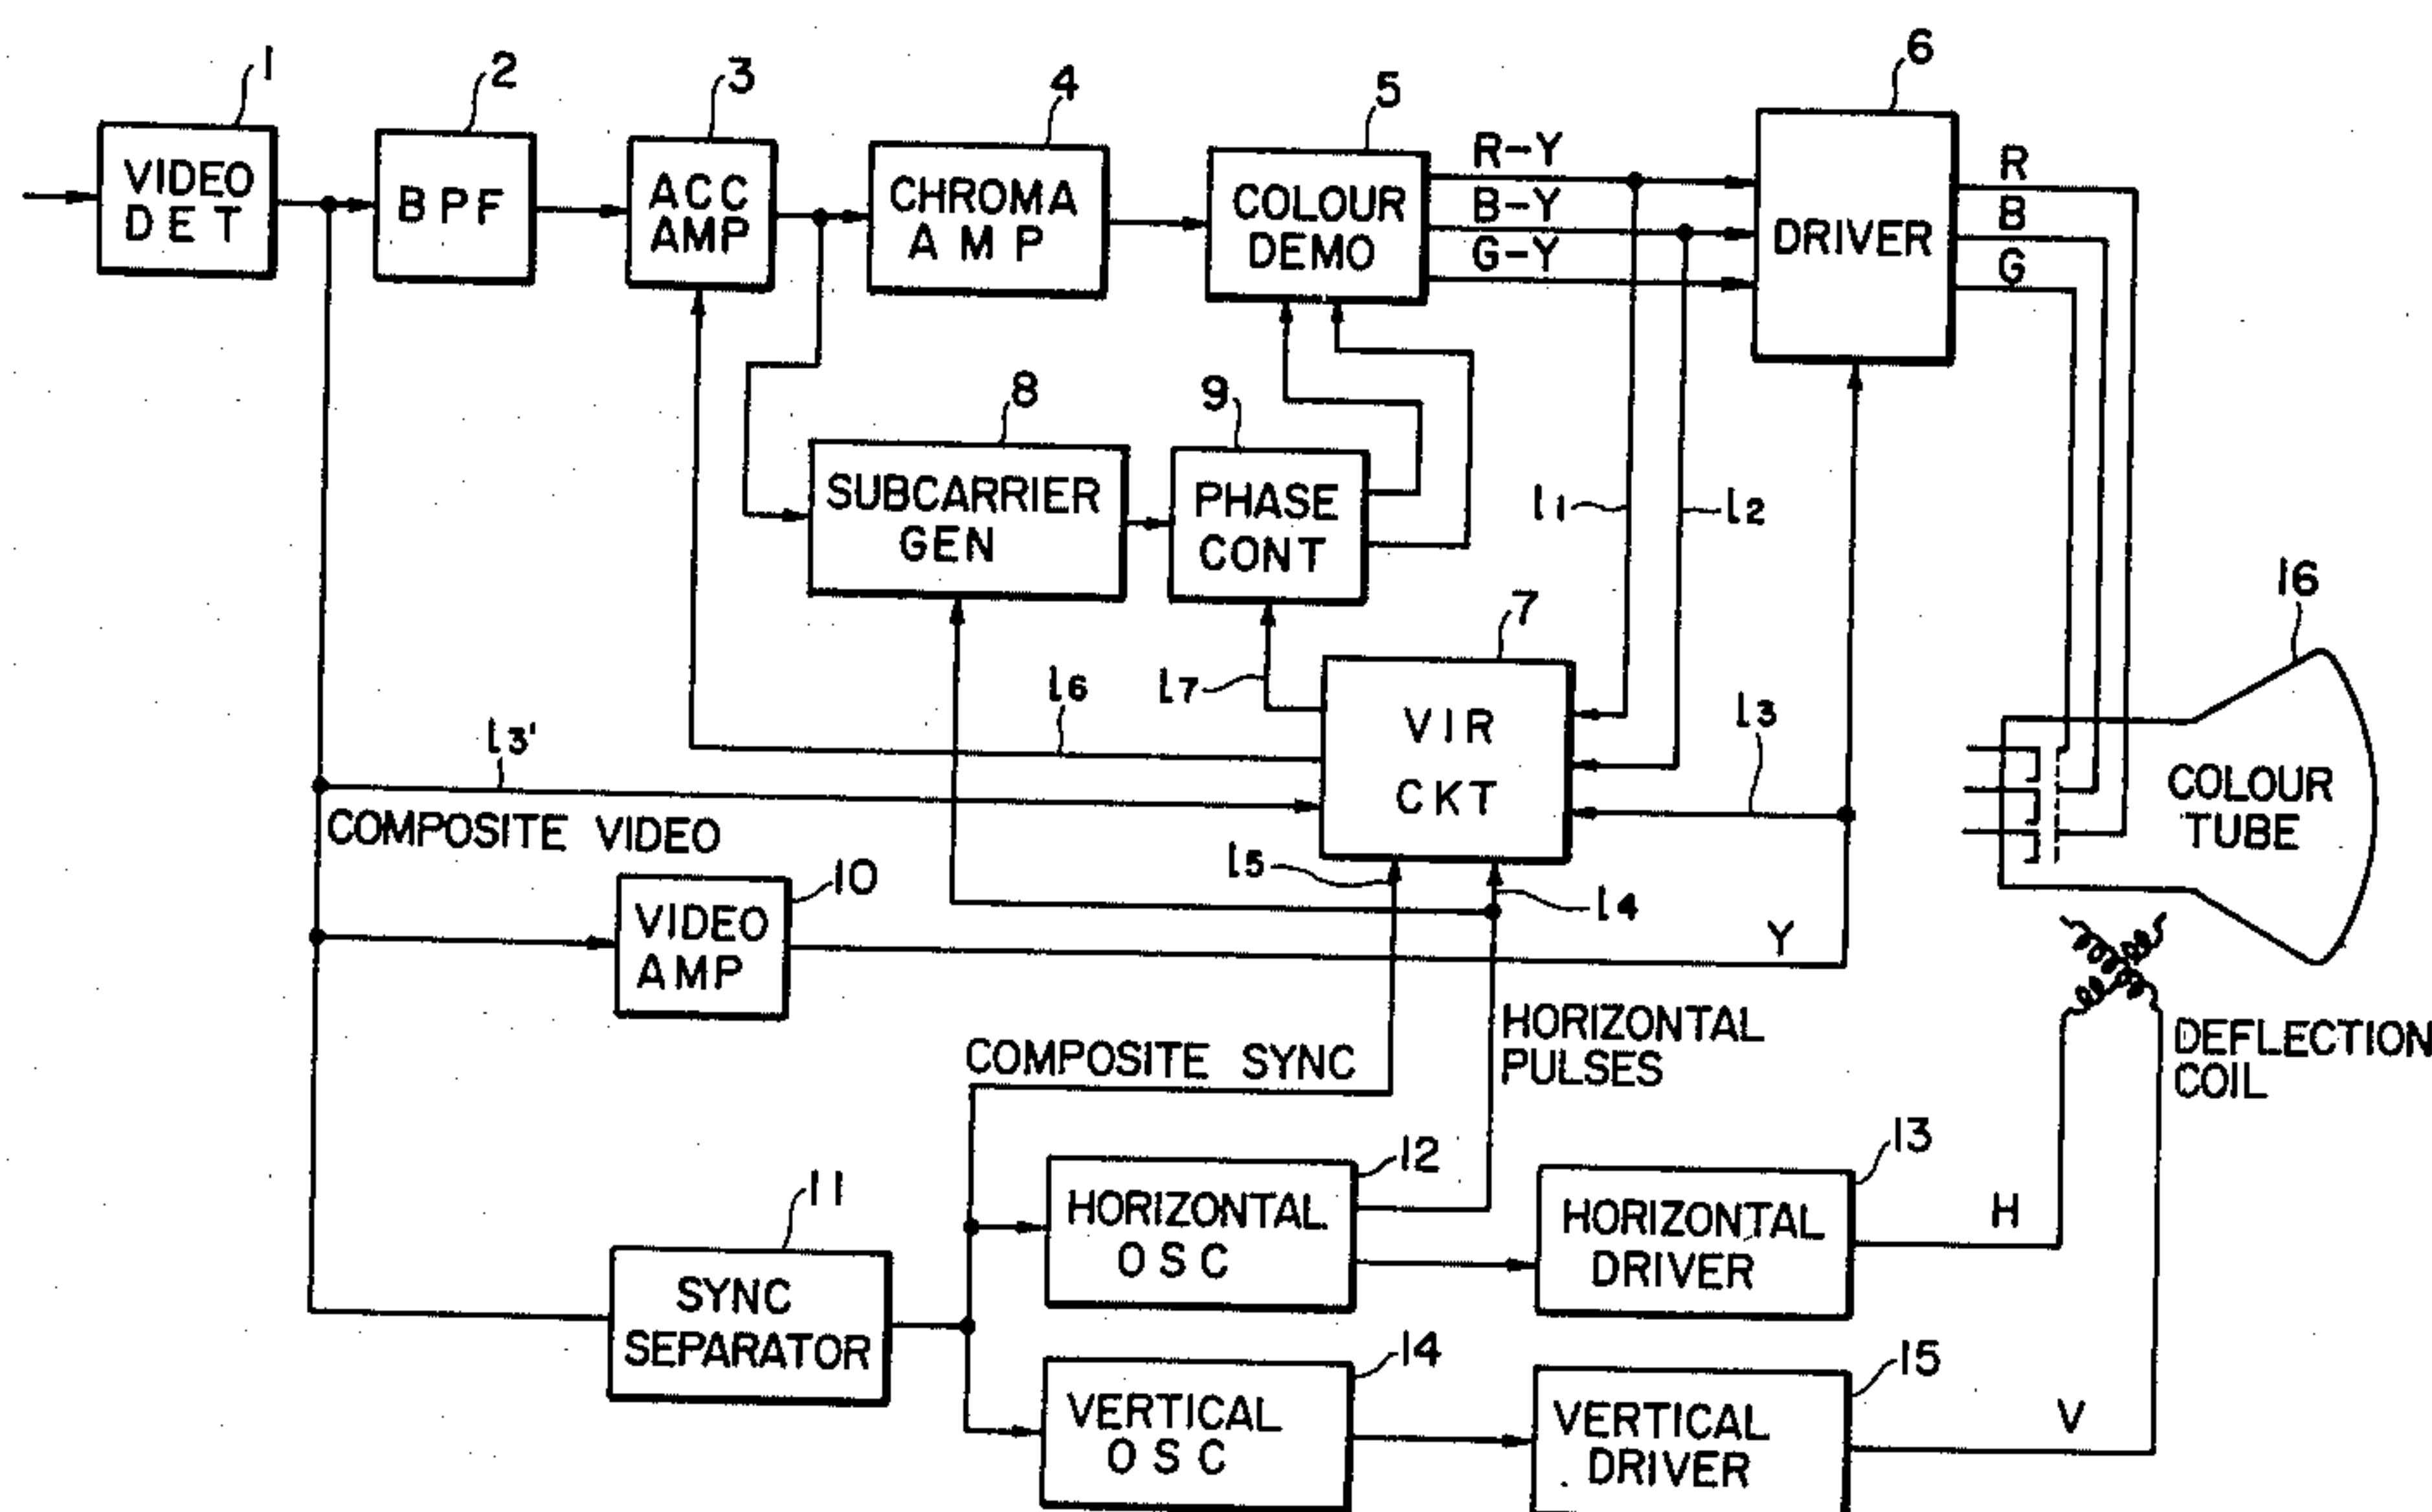 1
2
3
4
5
6
VIDEO
DET
BPF
ACC
AMP
CHROMA
AMP
COLOUR
DEMO
R-Y
B-Y
G-Y
DRIVER
R
B
G
8
9
SUBCARRIER
GEN
PHASE
CONT
l1
l2
16
7
l6
l7
l3
l3'
VIR
CKT
COLOUR
TUBE
COMPOSITE VIDEO
10
l5
l4
VIDEO
AMP
Y
HORIZONTAL
PULSES
DEFLECTION
COIL
COMPOSITE SYNC
12
13
11
HORIZONTAL
OSC
HORIZONTAL
DRIVER
H
SYNC
SEPARATOR
14
15
VERTICAL
OSC
VERTICAL
DRIVER
V